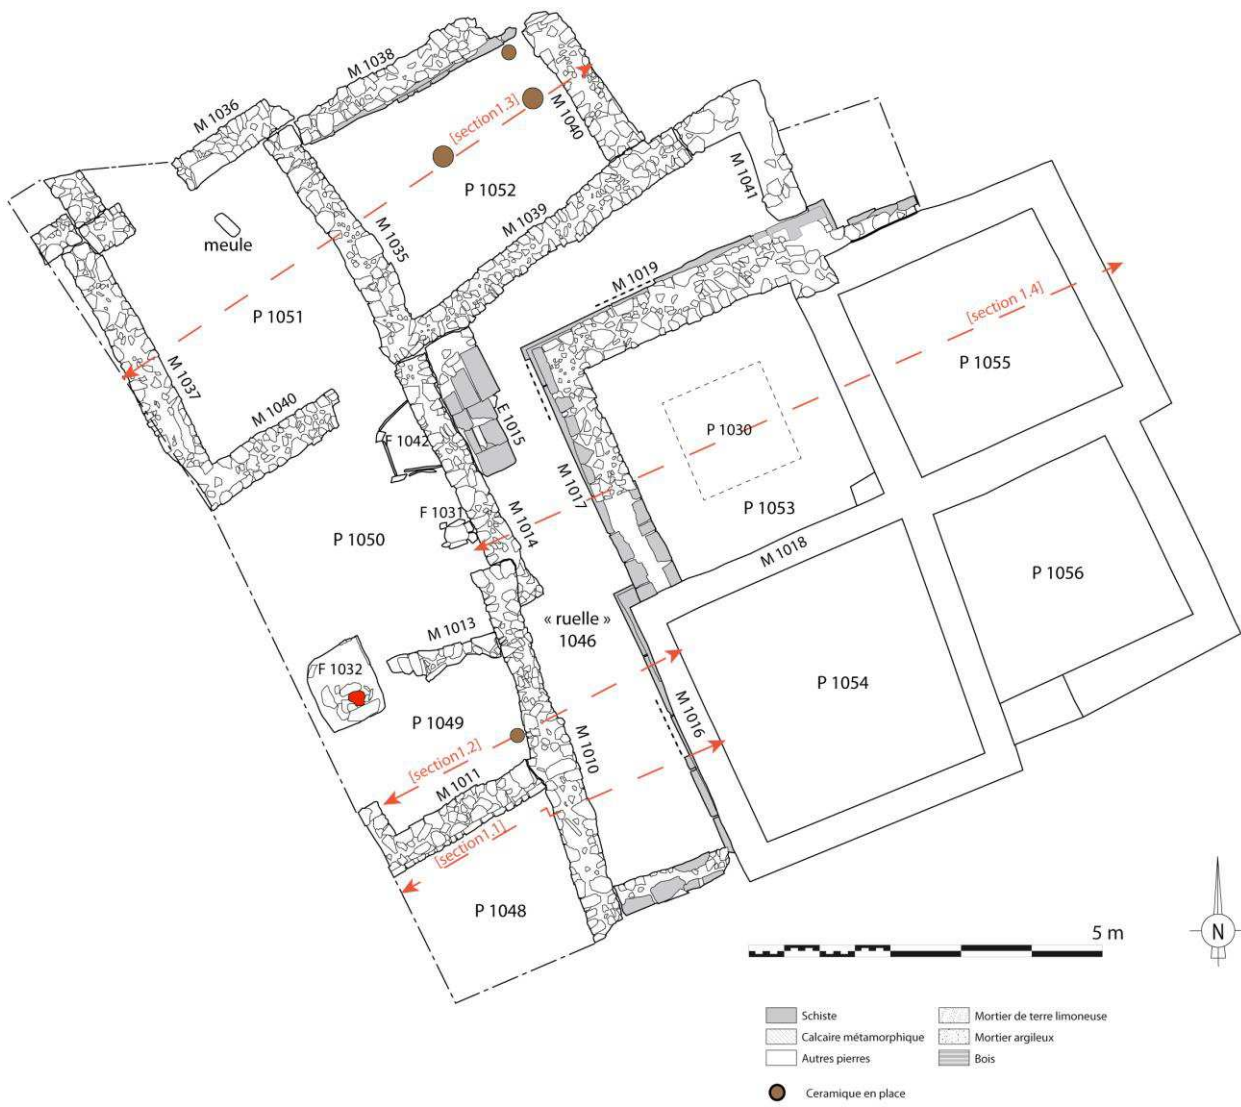 M 1038
M 1036
[section1.3]
M 1040
P 1052
M 1041
meule
M 1035
M 1039
M 1019
P 1051
[section 1.4]
P 1055
M 1037
M 1040
F 1042
E 1015
P 1030
M 1017
P 1053
F 1031
M 1014
P 1050
M 1018
P 1056
« ruelle »
1046
M 1013
F 1032
P 1054
P 1049
M 1016
M 1010
[section1.2]
M 1011
[section1.1]
P 1048
5 m
N
Schiste
Mortier de terre limoneuse
Calcaire métamorphique
Mortier argileux
Autres pierres
Bois
Ceramique en place